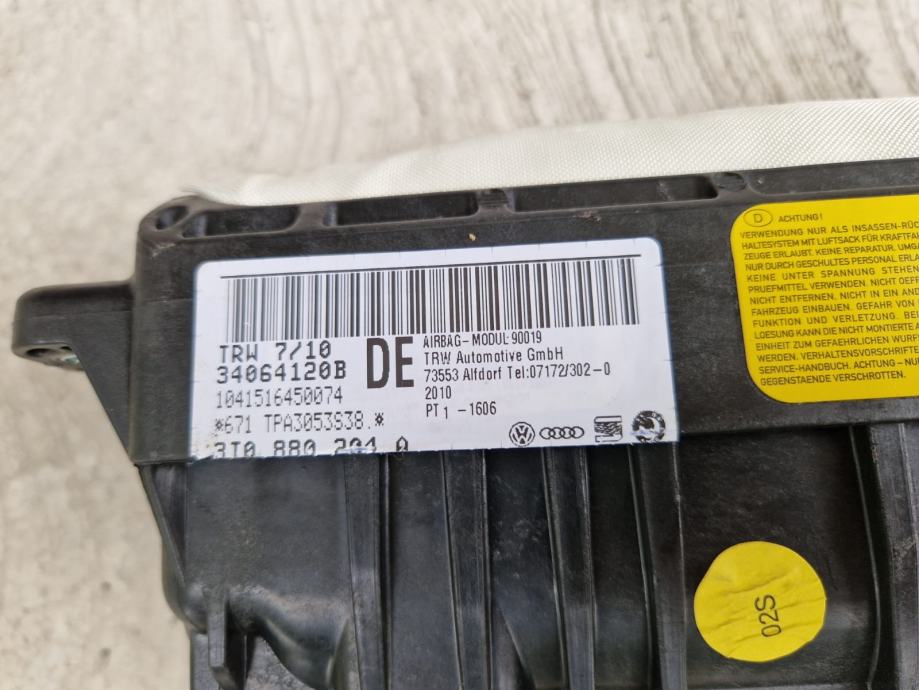 TRW 7/10
34064120B
1041516450074
*671 TPA3053S38.*
3T0 880 204 A
DE
AIRBAG-MODUL 90019
TRW Automotive GmbH
73553 Alfdorf Tel:07172/302-0
2010
PT1 -1606
D ACHTUNG!
VERWENDUNG NUR ALS INSASSEN-RÜC
HALTESYSTEM MIT LUFTSACK FÜR KRAFTFAH
ZEUGE ERLAUBT. KEINE REPARATUR. UMGA
NUR DURCH GESCHULTES PERSONAL ERLA
KEINE UNTER SPANNUNG STEHEN
PRUEFMITTEL VERWENDEN. NICHT OEFF
NICHT ENTFERNEN. NICHT IN EIN AND
FAHRZEUG EINBAUEN. GEFAHR VON
FUNKTION UND VERLETZUNG. BEI
LOESUNG KANN DIE NICHT MONTIERTE
EINHEIT ZUM GEFAEHRLICHEN
WERDEN. VERHALTENSVORSCHRIFTE
SERVICE-HANDBUCH. ACHTUNG-NUR
GEGENSTAENDE VERSCHROTTEN.
02S